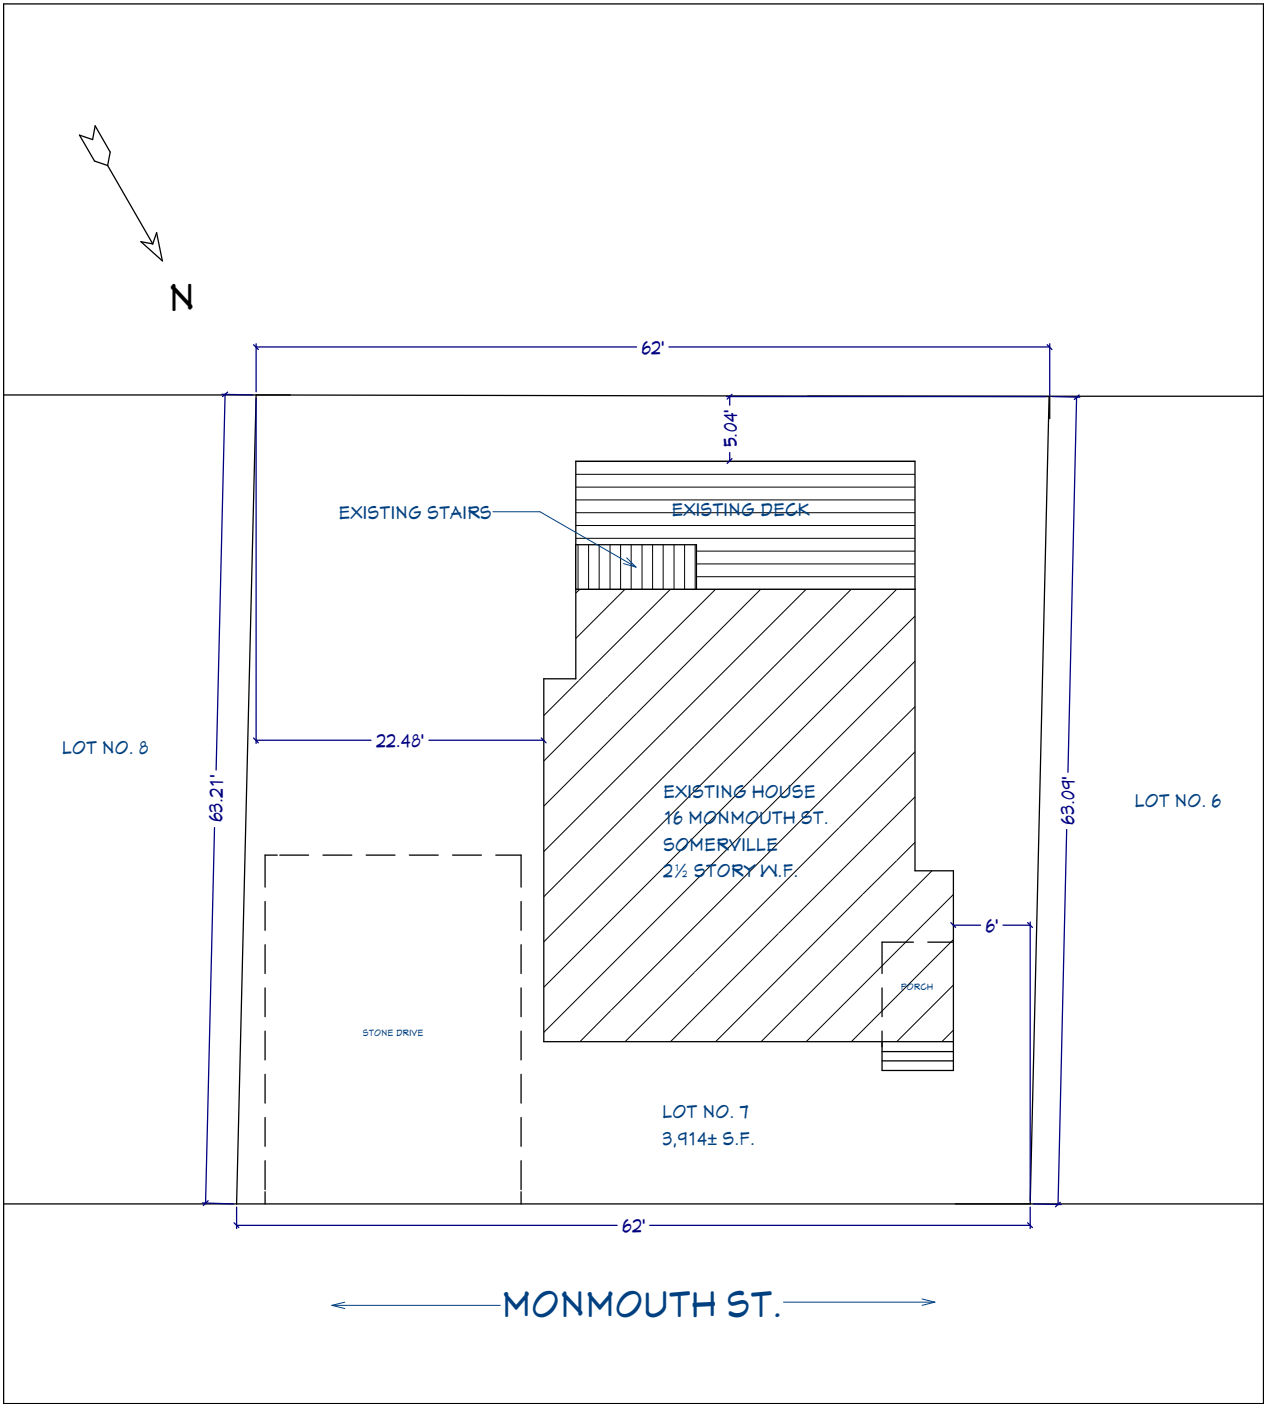 N
62'
5.04'
EXISTING STAIRS
EXISTING DECK
22.48'
LOT NO. 8
63.21'
EXISTING HOUSE
16 MONMOUTH ST.
SOMERVILLE
2½ STORY W.F.
63.09'
LOT NO. 6
6'
PORCH
STONE DRIVE
LOT NO. 7
3,914± S.F.
62'
MONMOUTH ST.